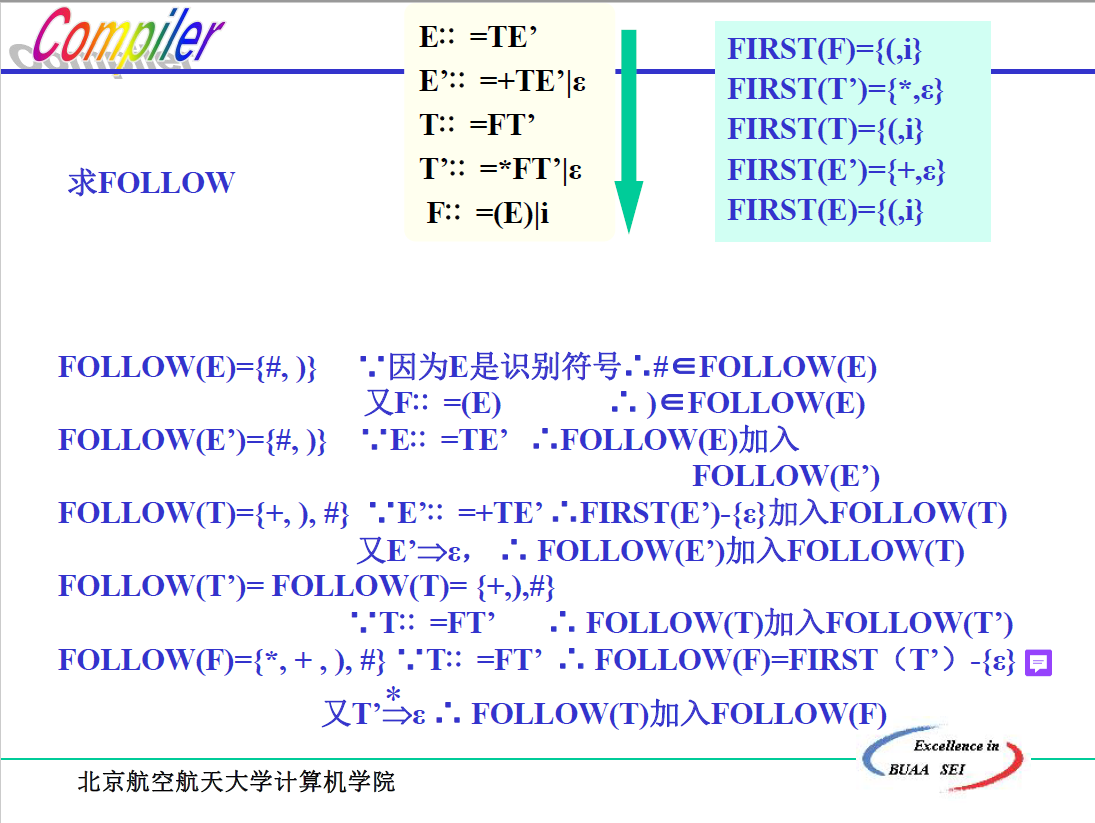 Compiler
E∷ =TE’
E’∷ =+TE’|ε
T∷ =FT’
T’∷ =*FT’|ε
F∷ =(E)|i
FIRST(F)={(,i}
FIRST(T’)={*,ε}
FIRST(T)={(,i}
FIRST(E’)={+,ε}
FIRST(E)={(,i}
求FOLLOW
FOLLOW(E)={#, )} ∵因为E是识别符号∴#∈FOLLOW(E)
又F∷ =(E) ∴ )∈FOLLOW(E)
FOLLOW(E’)={#, )} ∵E∷ =TE’ ∴FOLLOW(E)加入
FOLLOW(E’)
FOLLOW(T)={+, ), #} ∵E’∷ =+TE’ ∴FIRST(E’)-{ε}加入FOLLOW(T)
又E’⇒ε， ∴ FOLLOW(E’)加入FOLLOW(T)
FOLLOW(T’)= FOLLOW(T)= {+,),#}
∵T∷ =FT’ ∴ FOLLOW(T)加入FOLLOW(T’)
FOLLOW(F)={*, + , ), #} ∵T∷ =FT’ ∴ FOLLOW(F)=FIRST（T’）-{ε}
*
又T’⇒ε ∴ FOLLOW(T)加入FOLLOW(F)
Excellence in
BUAA SEI
北京航空航天大学计算机学院